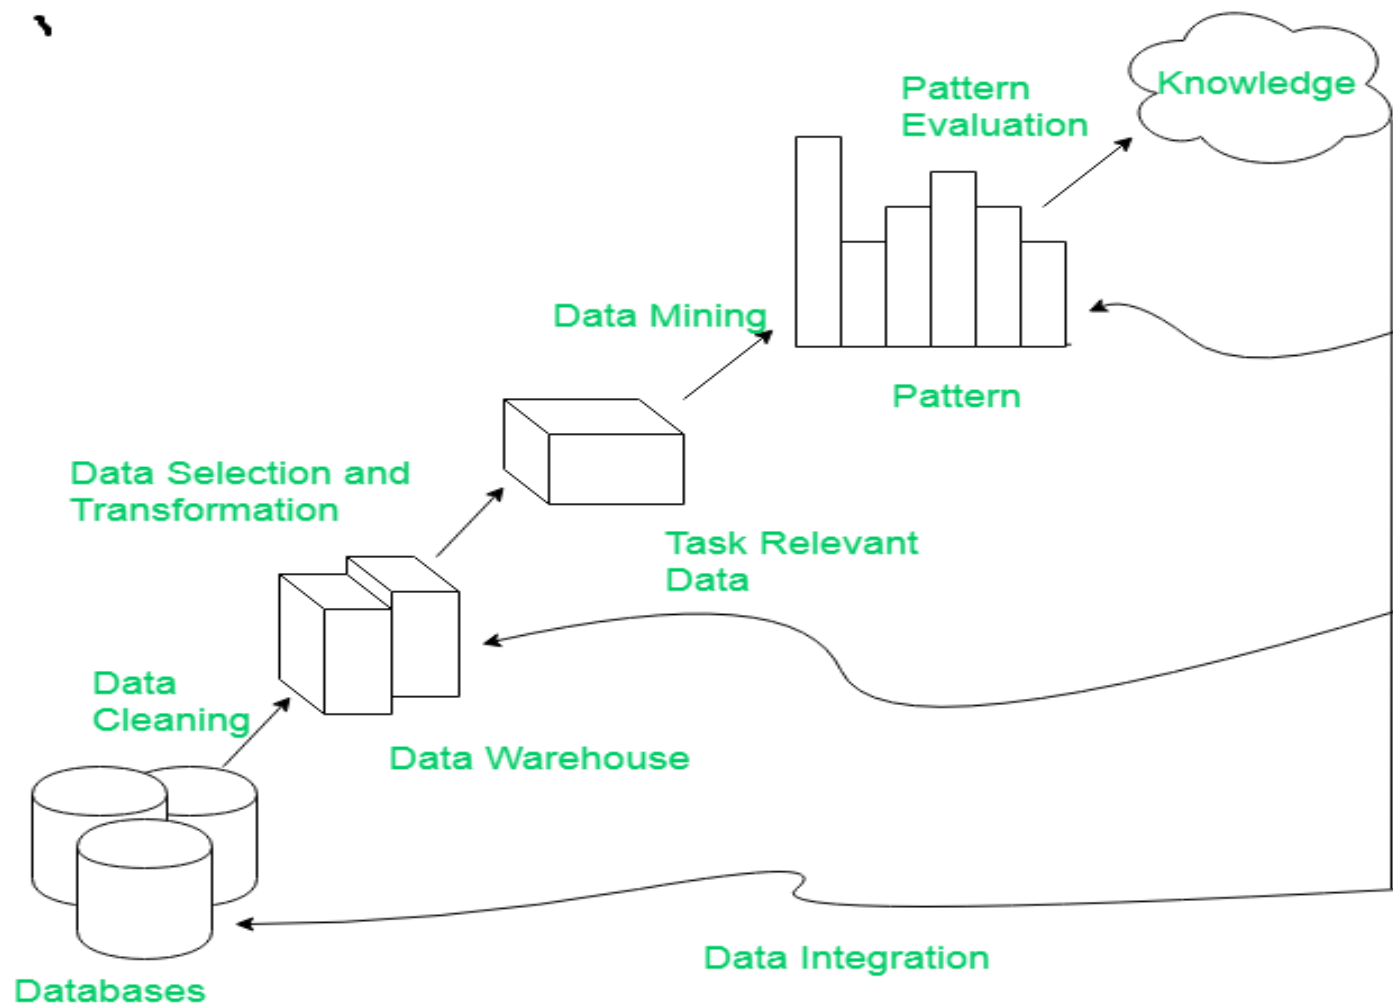 Knowledge
Pattern
Evaluation
Data Mining
Pattern
Data Selection and
Transformation
Task Relevant
Data
Data
Cleaning
Data Warehouse
Data Integration
Databases